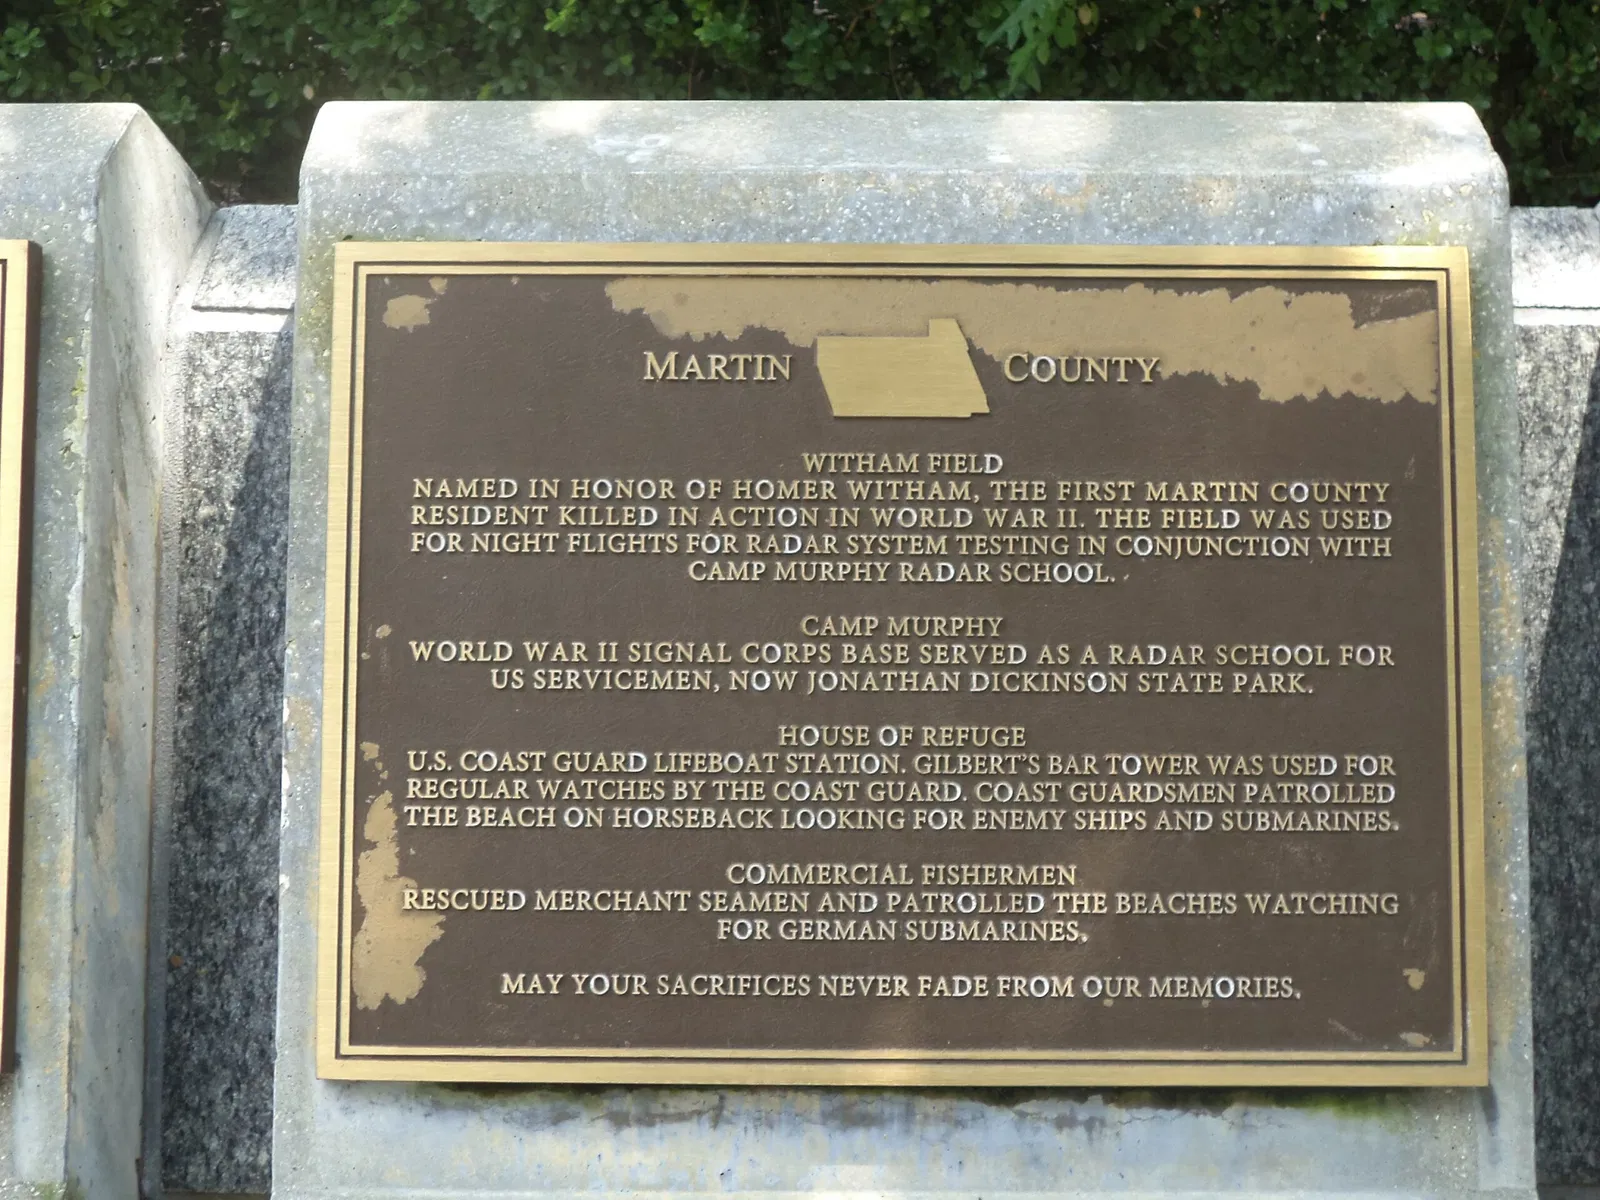 MARTIN COUNTY
WITHAM FIELD
NAMED IN HONOR OF HOMER WITHAM, THE FIRST MARTIN COUNTY
RESIDENT KILLED IN ACTION IN WORLD WAR II. THE FIELD WAS USED
FOR NIGHT FLIGHTS FOR RADAR SYSTEM TESTING IN CONJUNCTION WITH
CAMP MURPHY RADAR SCHOOL.
CAMP MURPHY
WORLD WAR II SIGNAL CORPS BASE SERVED AS A RADAR SCHOOL FOR
US SERVICEMEN, NOW JONATHAN DICKINSON STATE PARK.
HOUSE OF REFUGE
U.S. COAST GUARD LIFEBOAT STATION. GILBERT'S BAR TOWER WAS USED FOR
REGULAR WATCHES BY THE COAST GUARD. COAST GUARDSMEN PATROLLED
THE BEACH ON HORSEBACK LOOKING FOR ENEMY SHIPS AND SUBMARINES.
COMMERCIAL FISHERMEN
RESCUED MERCHANT SEAMEN AND PATROLLED THE BEACHES WATCHING
FOR GERMAN SUBMARINES.
MAY YOUR SACRIFICES NEVER FADE FROM OUR MEMORIES.